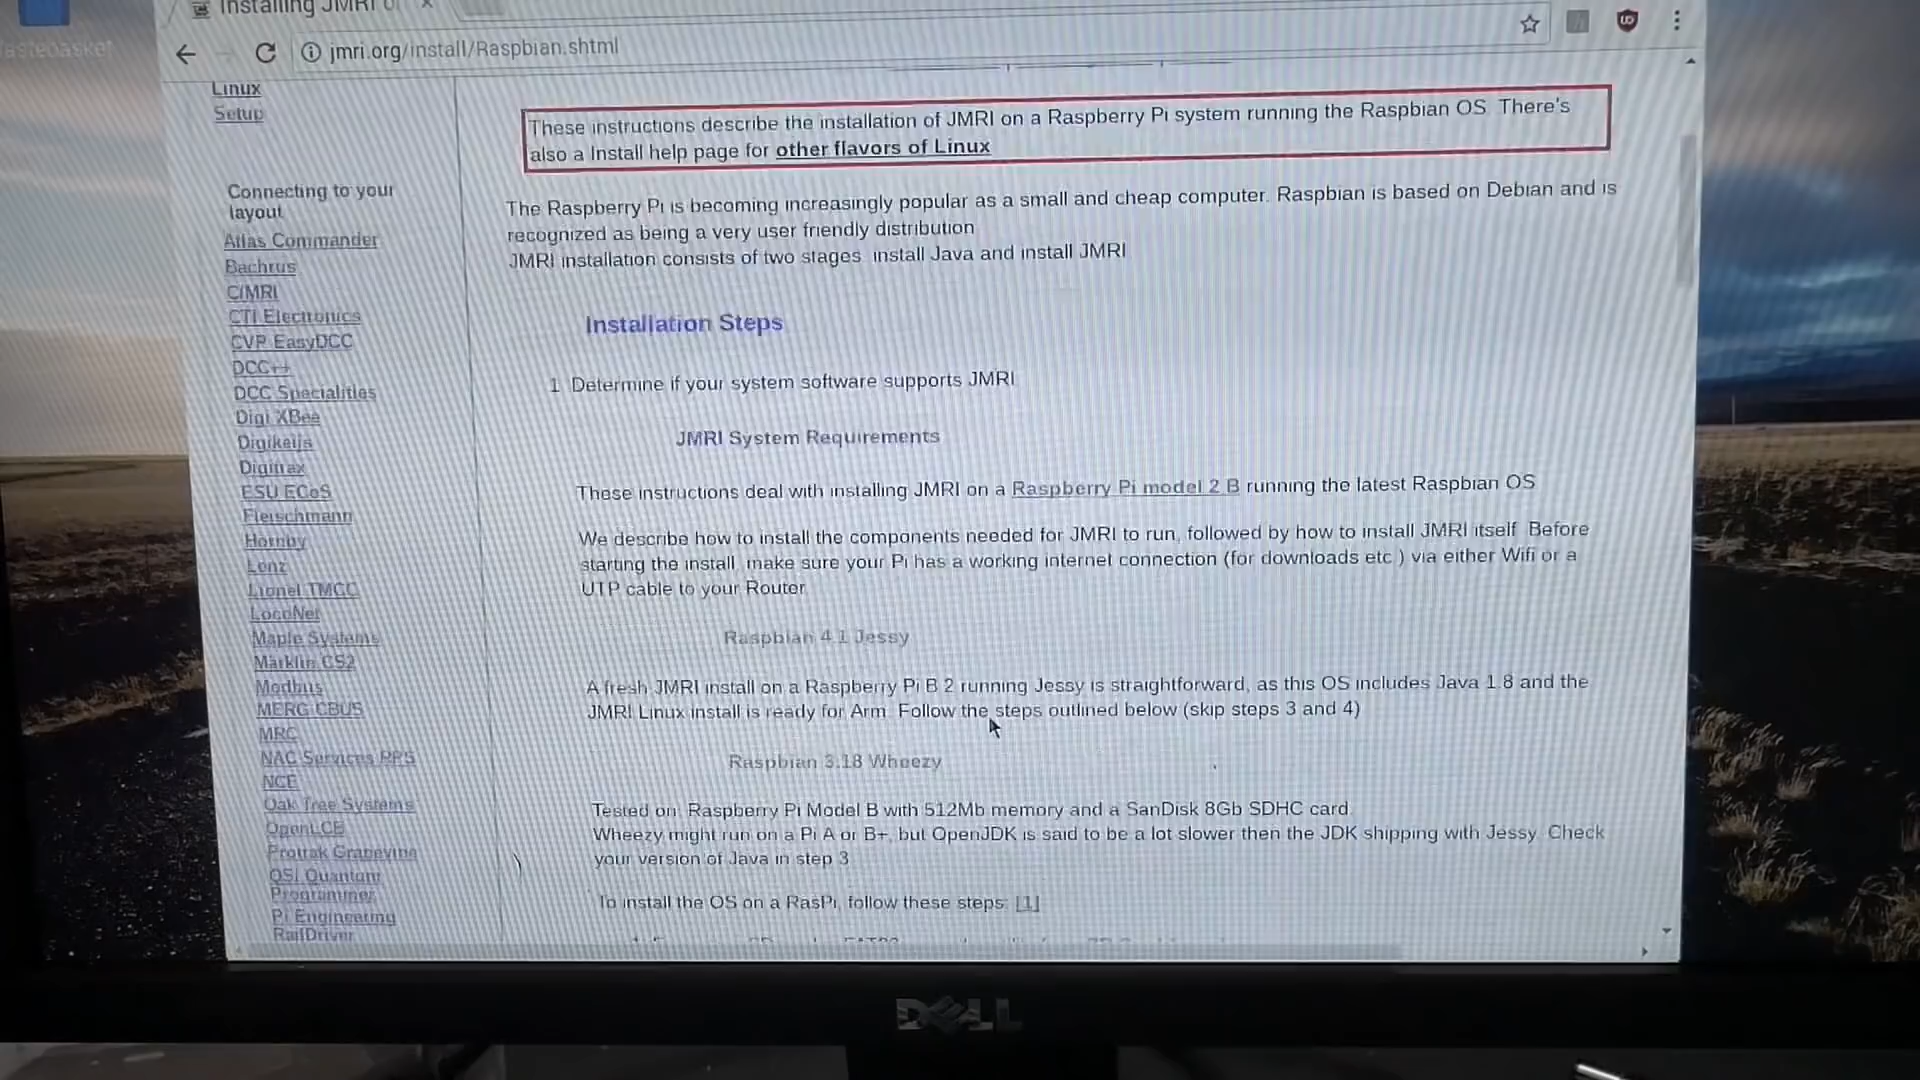 Installing JMRI
jmri.org/install/Raspbian.shtml
Linux
Setup
Connecting to your
layout
Atlas Commander
Bachrus
C/MRI
CTI Electronics
CVP EasyDCC
DCC++
DCC Specialities
Digi XBee
Digikeijs
Digitrax
ESU ECoS
Fleischmann
Hornby
Lenz
Lionel TMCC
LocoNet
Maple Systems
Märklin CS2
Modbus
MERG CBUS
MRC
NAC Services RPS
NCE
Oak Tree Systems
OpenLCB
Protrak Grapevine
QSI Quantum
Programmer
Pi Engineering
RailDriver
These instructions describe the installation of JMRI on a Raspberry Pi system running the Raspbian OS. There's
also a Install help page for other flavors of Linux
The Raspberry Pi is becoming increasingly popular as a small and cheap computer. Raspbian is based on Debian and is
recognized as being a very user friendly distribution
JMRI installation consists of two stages: install Java and install JMRI
Installation Steps
1 Determine if your system software supports JMRI
JMRI System Requirements
These instructions deal with installing JMRI on a Raspberry Pi model 2 B running the latest Raspbian OS
We describe how to install the components needed for JMRI to run, followed by how to install JMRI itself. Before
starting the install, make sure your Pi has a working internet connection (for downloads etc.) via either Wifi or a
UTP cable to your Router
Raspbian 4.1 Jessy
A fresh JMRI install on a Raspberry Pi B 2 running Jessy is straightforward, as this OS includes Java 1.8 and the
JMRI Linux install is ready for Arm. Follow the steps outlined below (skip steps 3 and 4)
Raspbian 3.18 Wheezy
Tested on: Raspberry Pi Model B with 512Mb memory and a SanDisk 8Gb SDHC card.
Wheezy might run on a Pi A or B+, but OpenJDK is said to be a lot slower then the JDK shipping with Jessy. Check
your version of Java in step 3
To install the OS on a RasPi, follow these steps: [1]
DELL